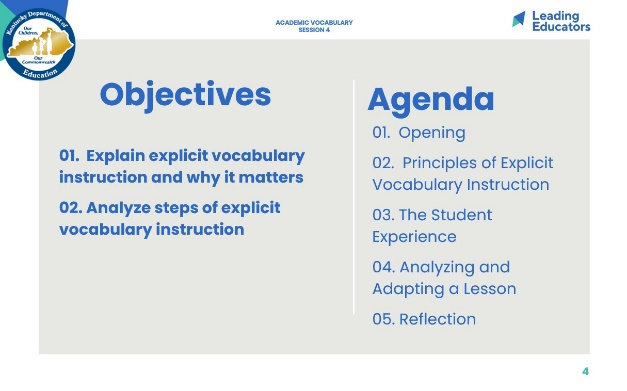 Kentucky Department of
Our
Children,
Our
Commonwealth
Education
ACADEMIC VOCABULARY
SESSION 4
Leading
Educators
Objectives
01. Explain explicit vocabulary
instruction and why it matters
02. Analyze steps of explicit
vocabulary instruction
Agenda
01. Opening
02. Principles of Explicit
Vocabulary Instruction
03. The Student
Experience
04. Analyzing and
Adapting a Lesson
05. Reflection
4